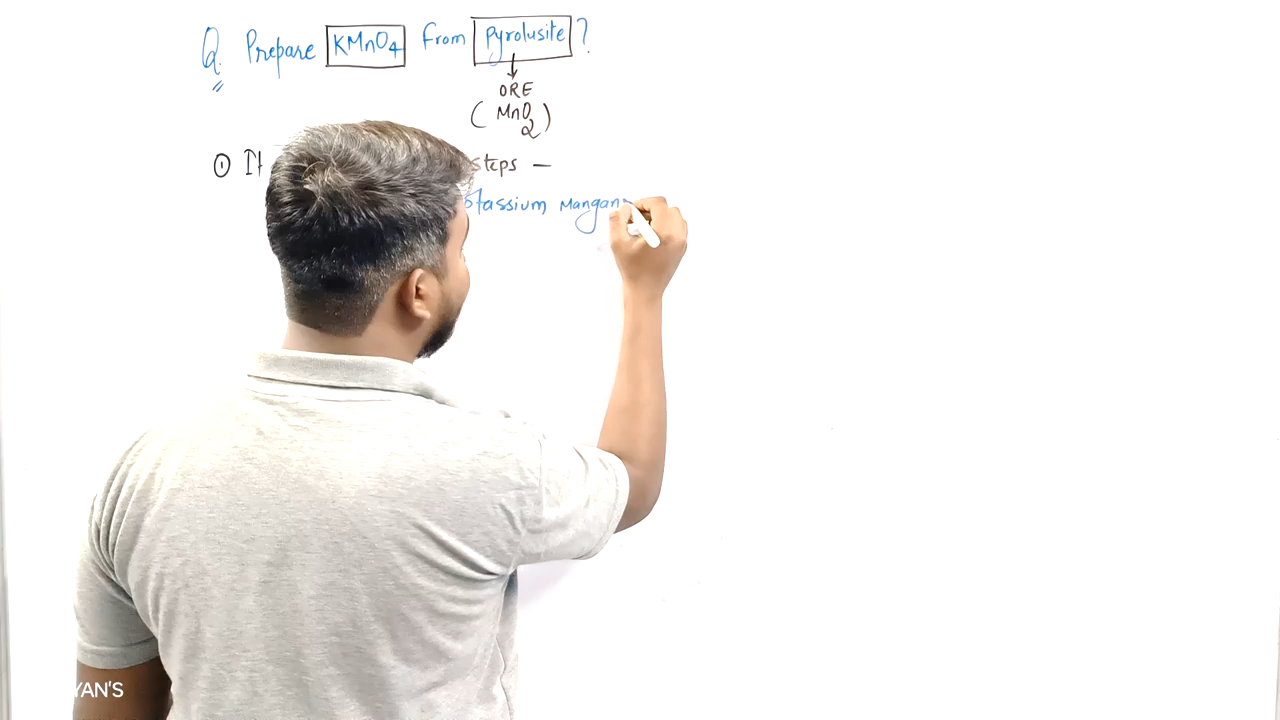 Q. Prepare KMnO4 from Pyrolusite ?
ORE
( MnO2 )
① It steps —
otassium Mangan
YAN'S